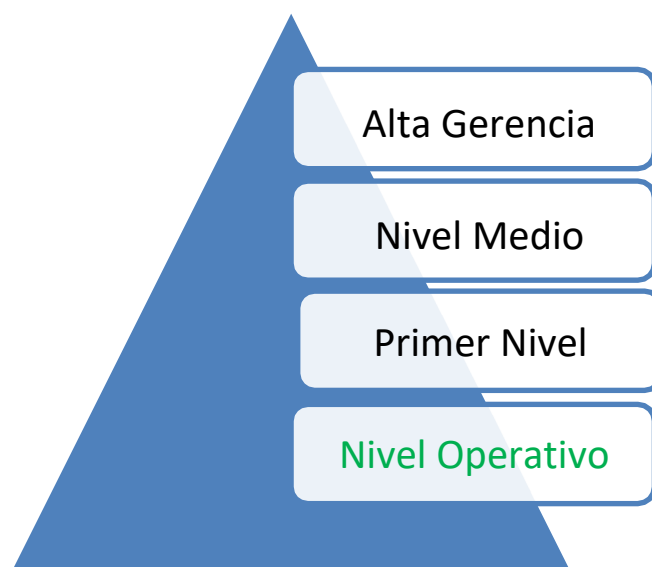 Alta Gerencia
Nivel Medio
Primer Nivel
Nivel Operativo